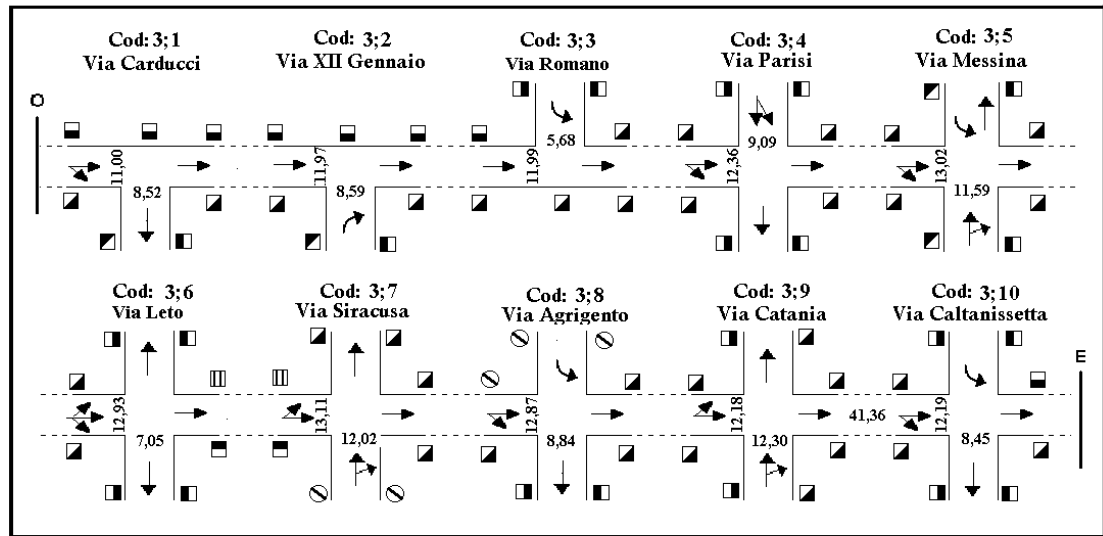 Cod: 3;1
Via Carducci
Cod: 3;2
Via XII Gennaio
Cod: 3;3
Via Romano
Cod: 3;4
Via Parisi
Cod: 3;5
Via Messina
O
11,00
8,52
11,97
8,59
11,99
5,68
12,36
9,09
13,02
11,59
Cod: 3;6
Via Leto
Cod: 3;7
Via Siracusa
Cod: 3;8
Via Agrigento
Cod: 3;9
Via Catania
Cod: 3;10
Via Caltanissetta
E
12,93
7,05
13,11
12,02
12,87
8,84
12,18
12,30
41,36
12,19
8,45